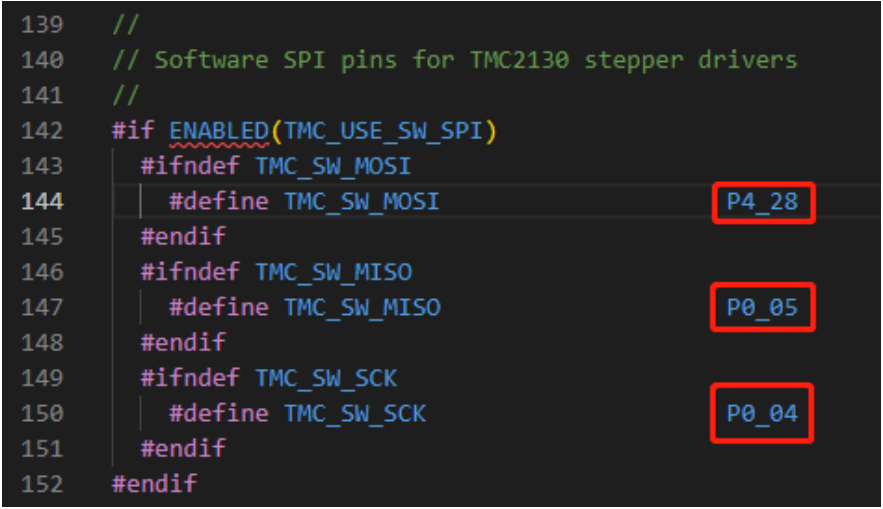 139 //
140 // Software SPI pins for TMC2130 stepper drivers
141 //
142 #if ENABLED(TMC_USE_SW_SPI)
143 #ifndef TMC_SW_MOSI
144 #define TMC_SW_MOSI P4_28
145 #endif
146 #ifndef TMC_SW_MISO
147 #define TMC_SW_MISO P0_05
148 #endif
149 #ifndef TMC_SW_SCK
150 #define TMC_SW_SCK P0_04
151 #endif
152 #endif